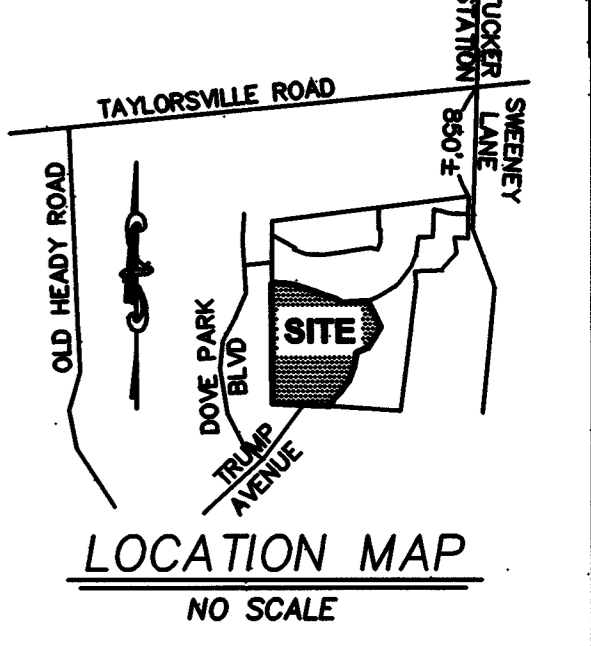 TUCKER
STATION
TAYLORSVILLE ROAD
SWEENEY
LANE
850'±
OLD HEADY ROAD
DOVE PARK
BLVD
SITE
TRUMP
AVENUE
LOCATION MAP
NO SCALE